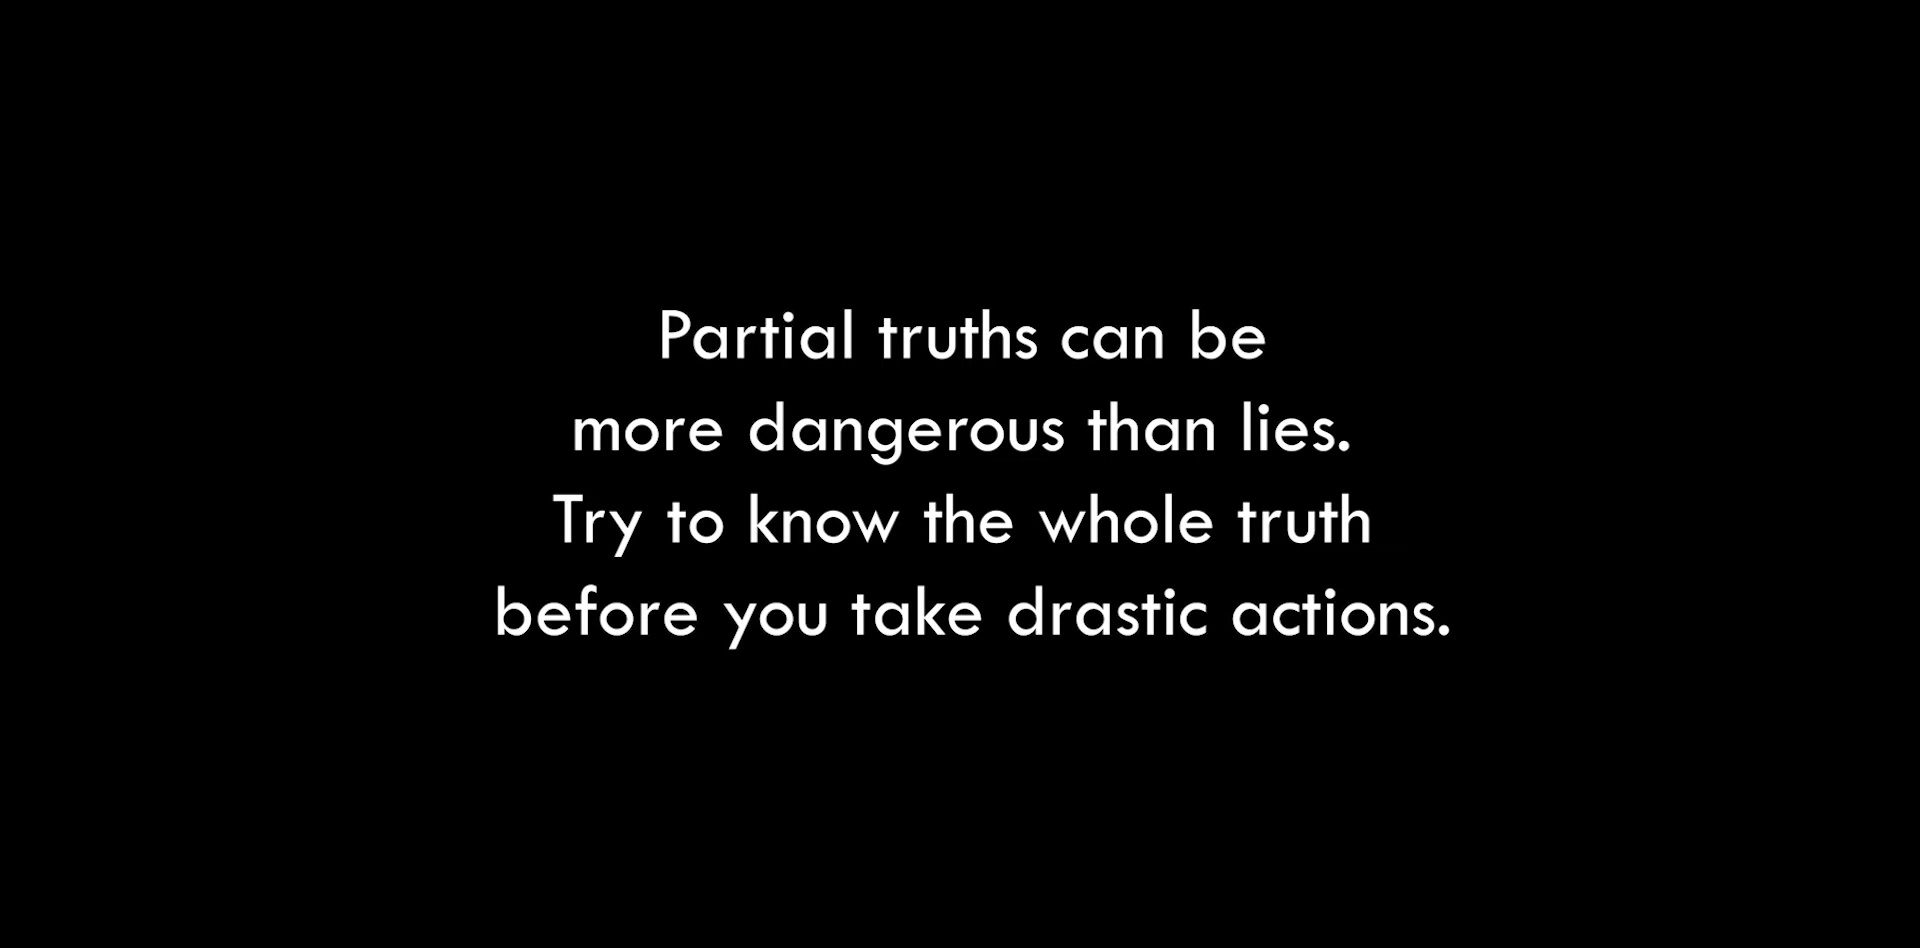 Partial truths can be
more dangerous than lies.
Try to know the whole truth
before you take drastic actions.